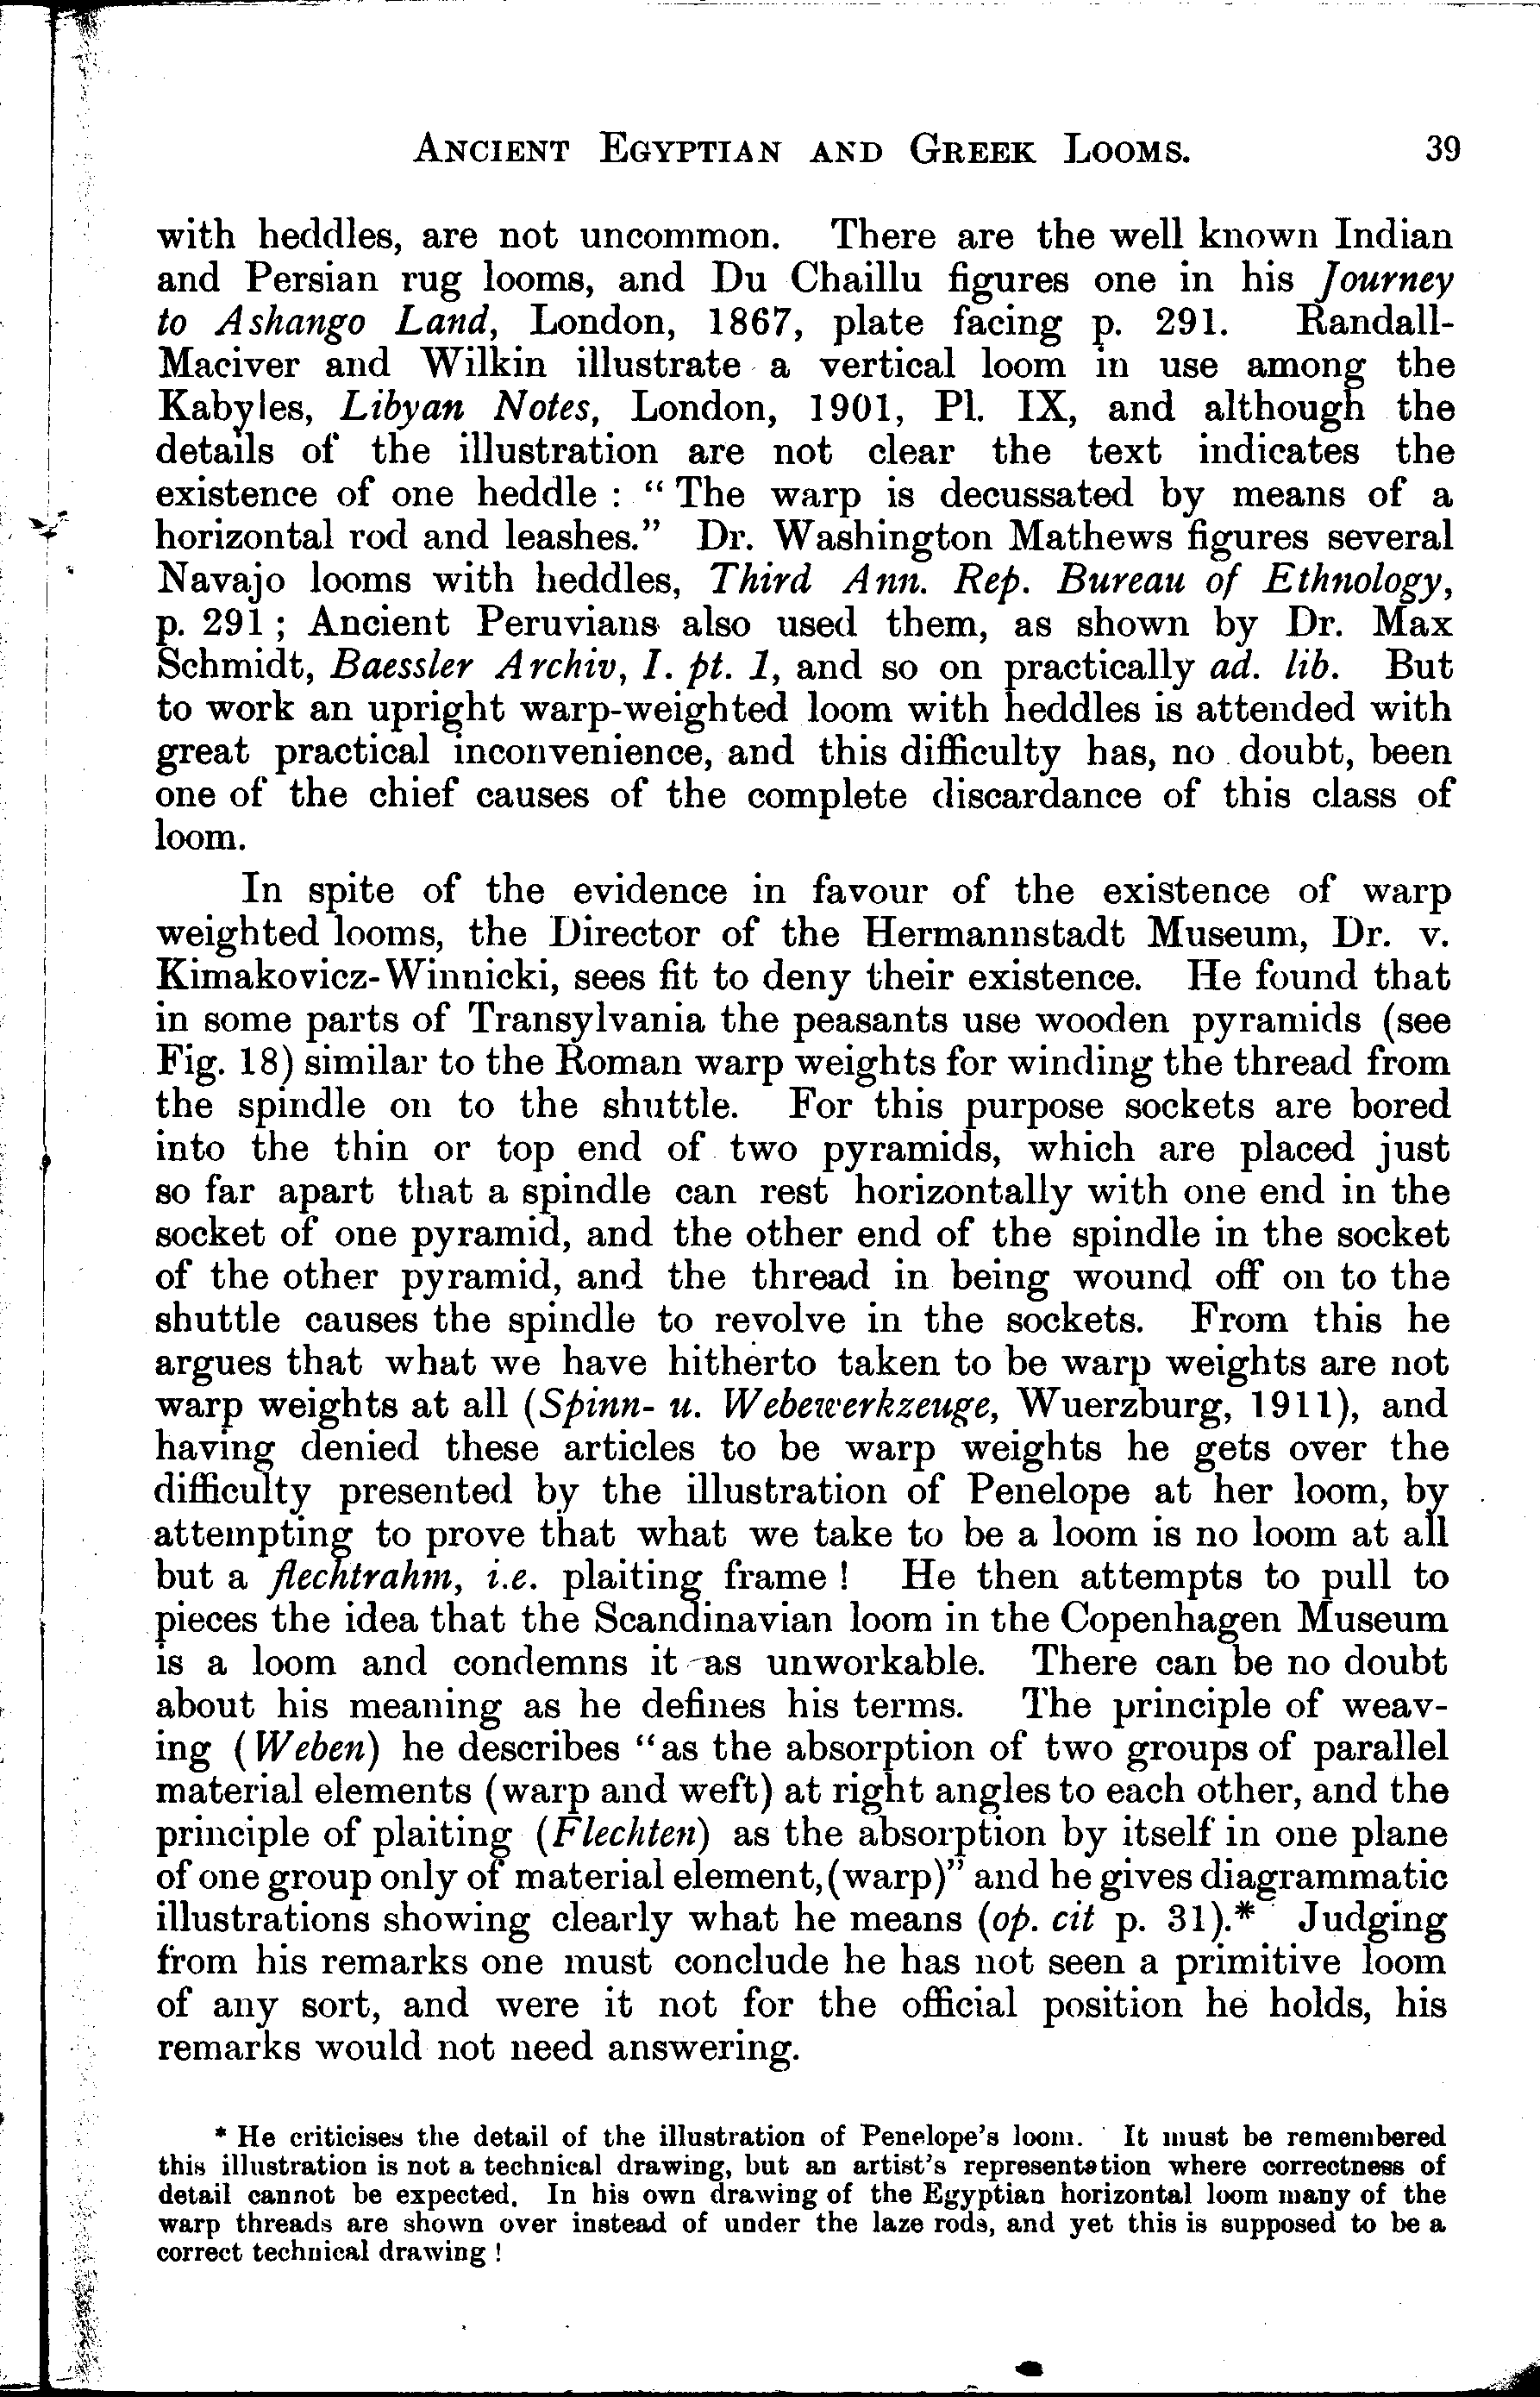 ANCIENT EGYPTIAN AND GREEK LOOMS. 39
with heddles, are not uncommon. There are the well known Indian
and Persian rug looms, and Du Chaillu figures one in his Journey
to Ashango Land, London, 1867, plate facing p. 291. Randall-
Maciver and Wilkin illustrate a vertical loom in use among the
Kabyles, Libyan Notes, London, 1901, Pl. IX, and although the
details of the illustration are not clear the text indicates the
existence of one heddle : “ The warp is decussated by means of a
horizontal rod and leashes.” Dr. Washington Mathews figures several
Navajo looms with heddles, Third Ann. Rep. Bureau of Ethnology,
p. 291 ; Ancient Peruvians also used them, as shown by Dr. Max
Schmidt, Baessler Archiv, I. pt. 1, and so on practically ad. lib. But
to work an upright warp-weighted loom with heddles is attended with
great practical inconvenience, and this difficulty has, no doubt, been
one of the chief causes of the complete discardance of this class of
loom.
In spite of the evidence in favour of the existence of warp
weighted looms, the Director of the Hermannstadt Museum, Dr. v.
Kimakovicz-Winnicki, sees fit to deny their existence. He found that
in some parts of Transylvania the peasants use wooden pyramids (see
Fig. 18) similar to the Roman warp weights for winding the thread from
the spindle on to the shuttle. For this purpose sockets are bored
into the thin or top end of two pyramids, which are placed just
so far apart that a spindle can rest horizontally with one end in the
socket of one pyramid, and the other end of the spindle in the socket
of the other pyramid, and the thread in being wound off on to the
shuttle causes the spindle to revolve in the sockets. From this he
argues that what we have hitherto taken to be warp weights are not
warp weights at all (Spinn- u. Webewerkzeuge, Wuerzburg, 1911), and
having denied these articles to be warp weights he gets over the
difficulty presented by the illustration of Penelope at her loom, by
attempting to prove that what we take to be a loom is no loom at all
but a flechtrahm, i.e. plaiting frame ! He then attempts to pull to
pieces the idea that the Scandinavian loom in the Copenhagen Museum
is a loom and condemns it as unworkable. There can be no doubt
about his meaning as he defines his terms. The principle of weav-
ing (Weben) he describes “as the absorption of two groups of parallel
material elements (warp and weft) at right angles to each other, and the
principle of plaiting (Flechten) as the absorption by itself in one plane
of one group only of material element, (warp)” and he gives diagrammatic
illustrations showing clearly what he means (op. cit p. 31).* Judging
from his remarks one must conclude he has not seen a primitive loom
of any sort, and were it not for the official position he holds, his
remarks would not need answering.
* He criticises the detail of the illustration of Penelope's loom. It must be remembered
this illustration is not a technical drawing, but an artist's representation where correctness of
detail cannot be expected. In his own drawing of the Egyptian horizontal loom many of the
warp threads are shown over instead of under the laze rods, and yet this is supposed to be a
correct technical drawing !